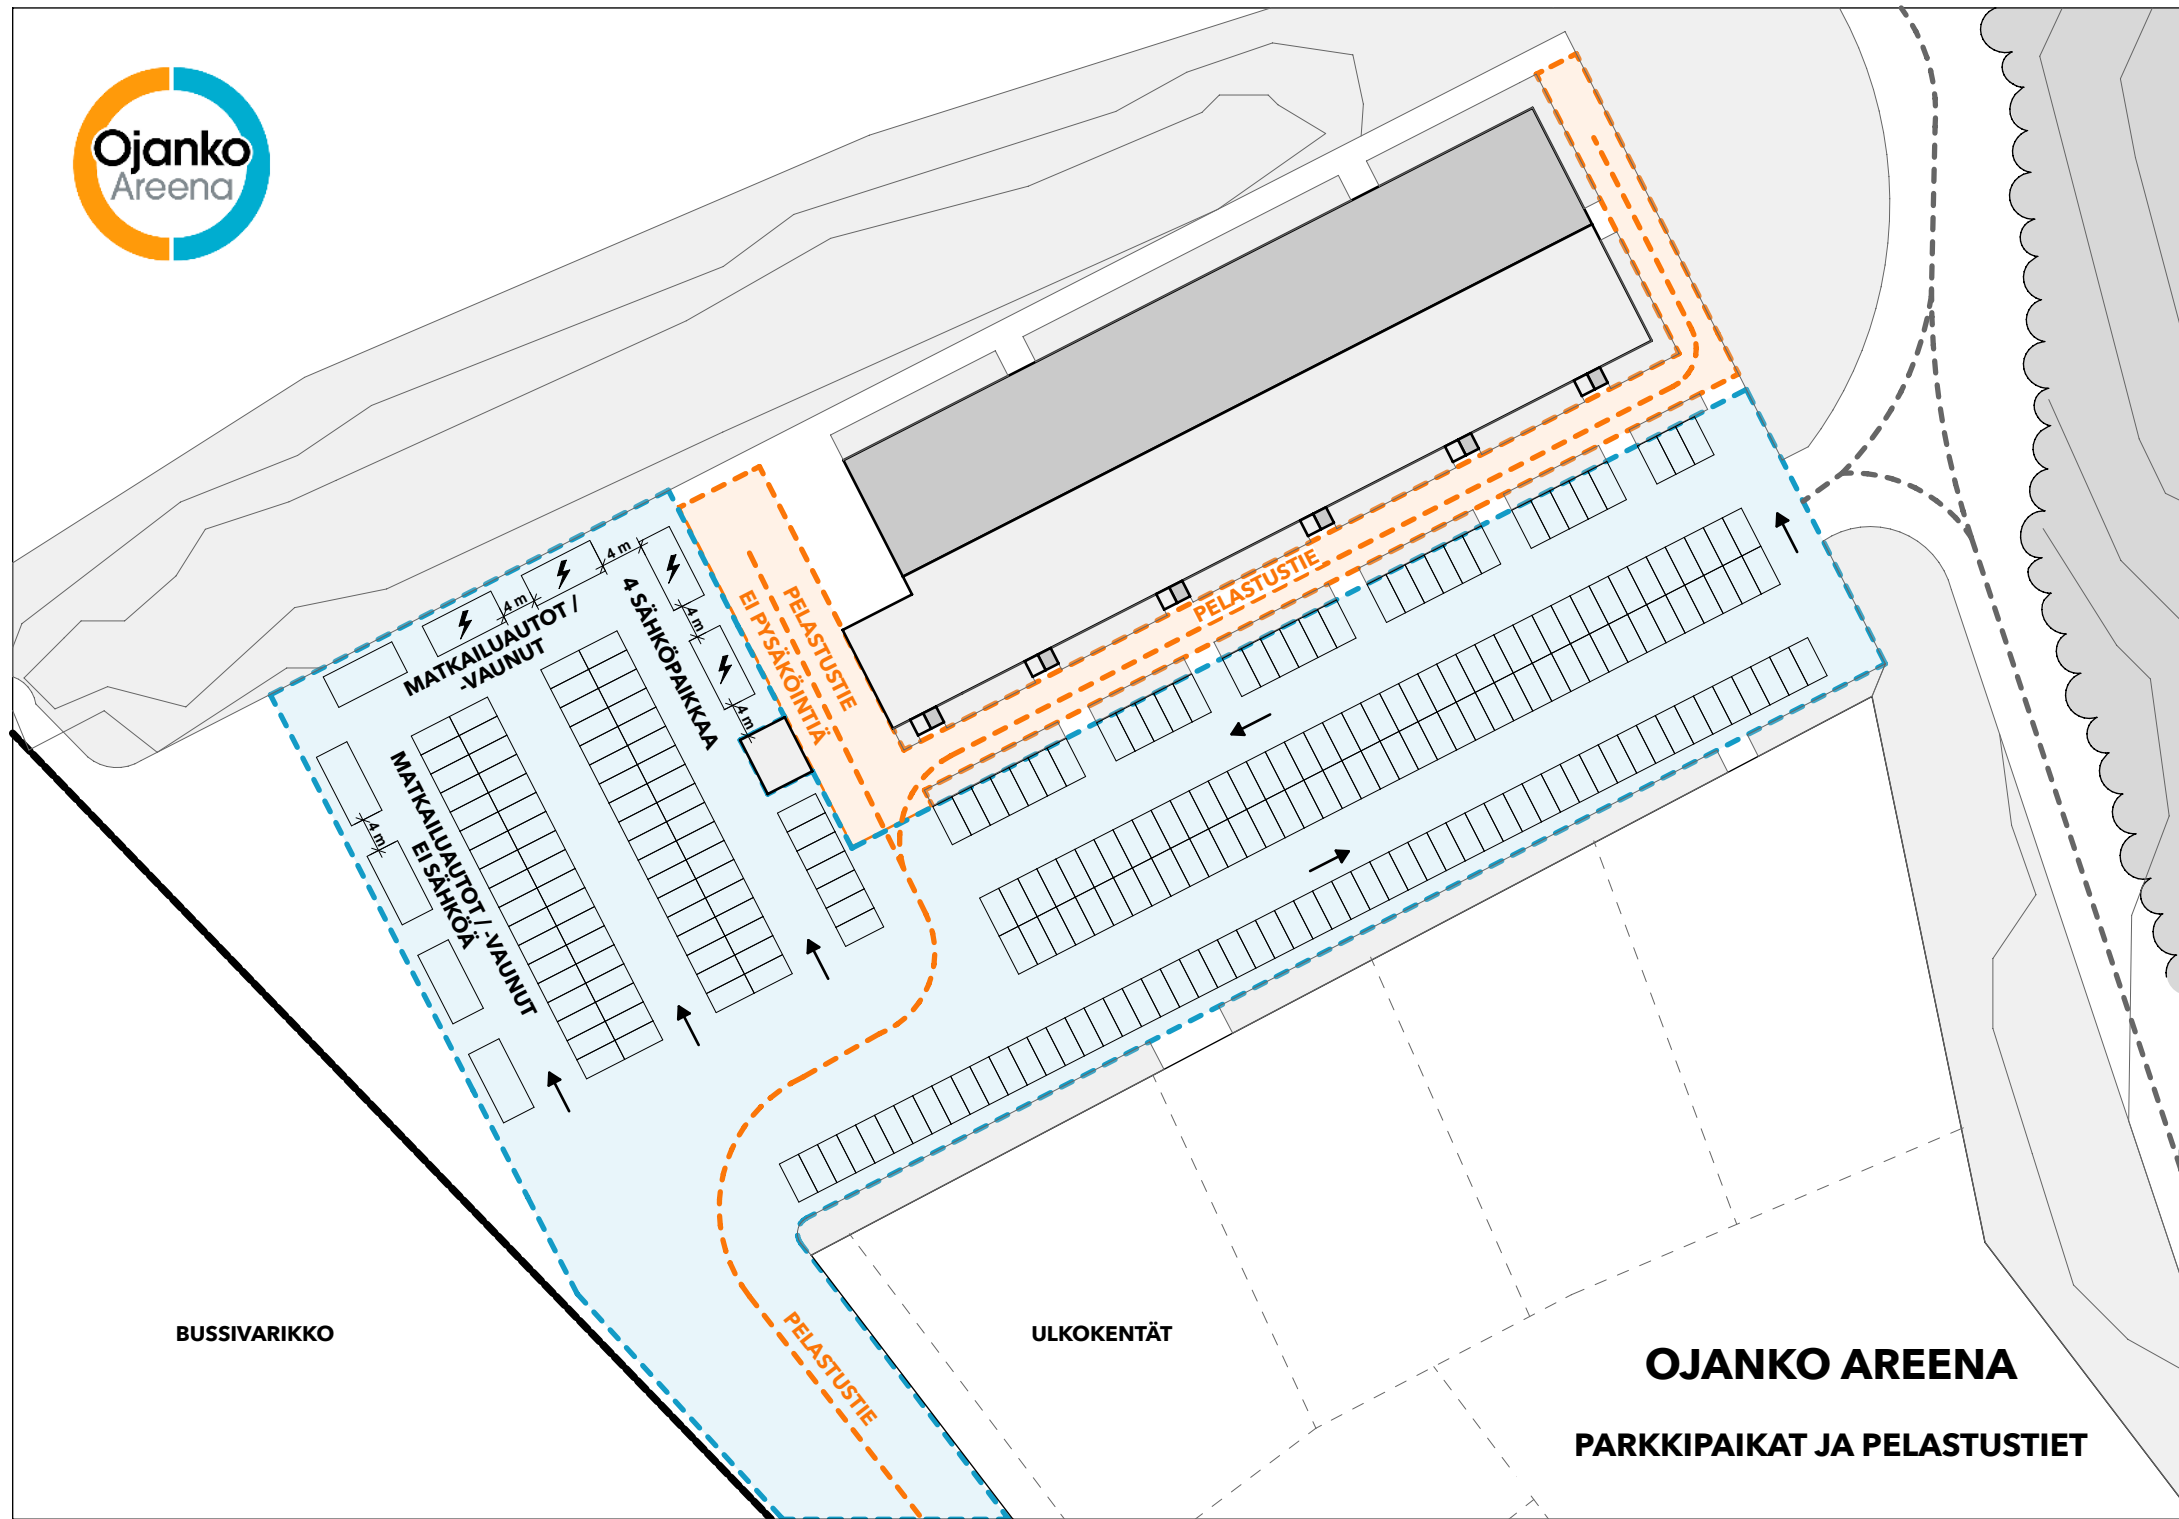 Ojanko
Areena
4 m
4 m
MATKAILUAUTOT /
-VAUNUT
4 SÄHKÖPAIKKAA
4 m
4 m
PELASTUSTIE
EI PYSÄKÖINTIÄ
PELASTUSTIE
MATKAILUAUTOT / -VAUNUT
EI SÄHKÖÄ
4 m
PELASTUSTIE
BUSSIVARIKKO
ULKOKENTÄT
OJANKO AREENA
PARKKIPAIKAT JA PELASTUSTIET